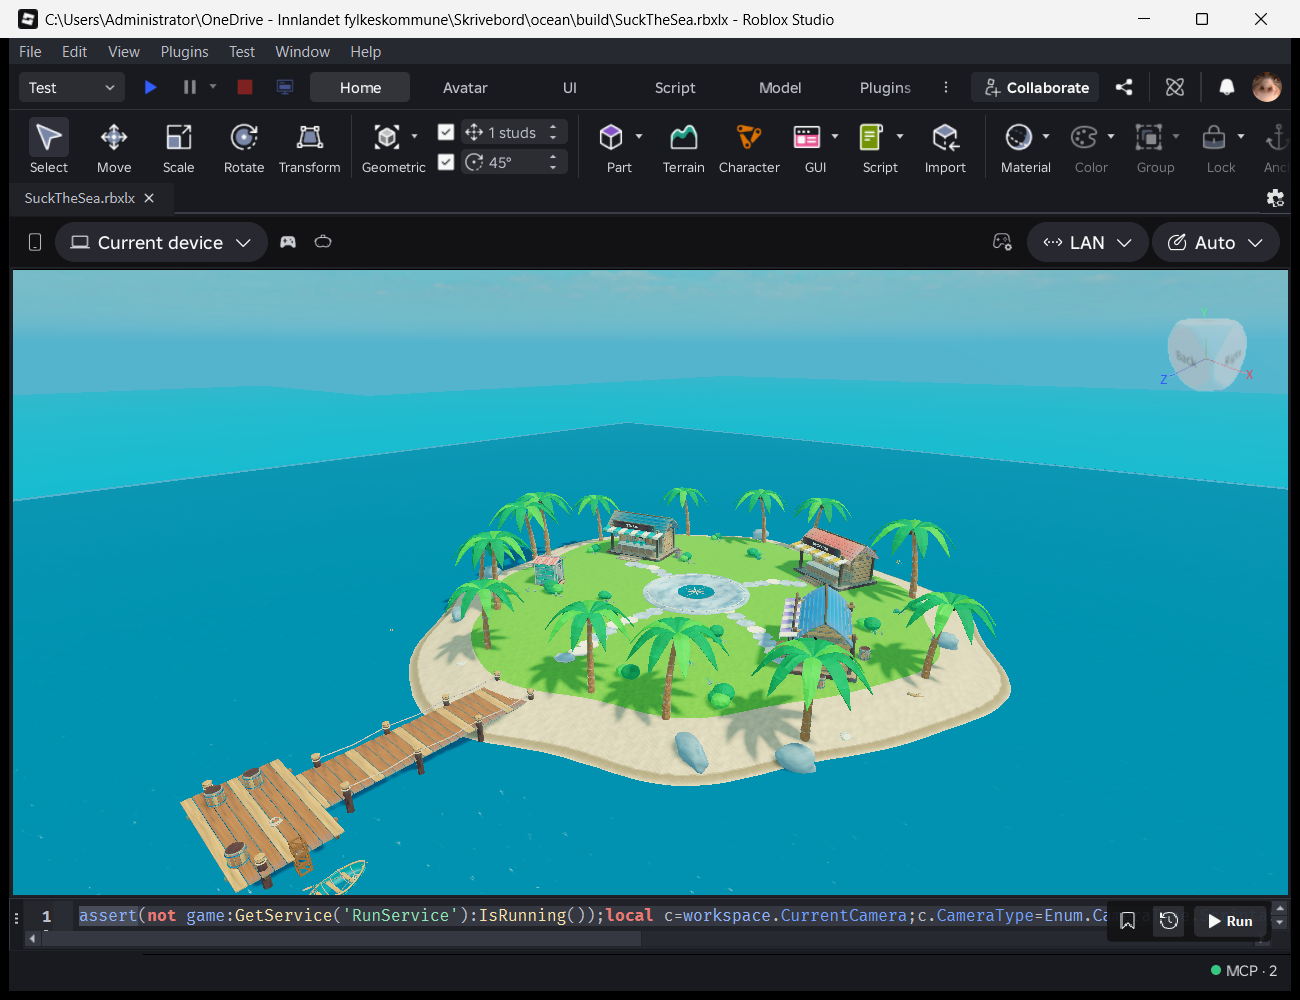 C:\Users\Administrator\OneDrive - Innlandet fylkeskommune\Skrivebord\ocean\build\SuckTheSea.rbxlx - Roblox Studio
File Edit View Plugins Test Window Help
Test Home Avatar UI Script Model Plugins Collaborate
1 studs
45°
Select Move Scale Rotate Transform Geometric Part Terrain Character GUI Script Import Material Color Group Lock Anc
SuckTheSea.rbxlx
Current device LAN Auto
Y
Back
Z X
1 assert(not game:GetService('RunService'):IsRunning());local c=workspace.CurrentCamera;c.CameraType=Enum.Ca
Run
MCP · 2